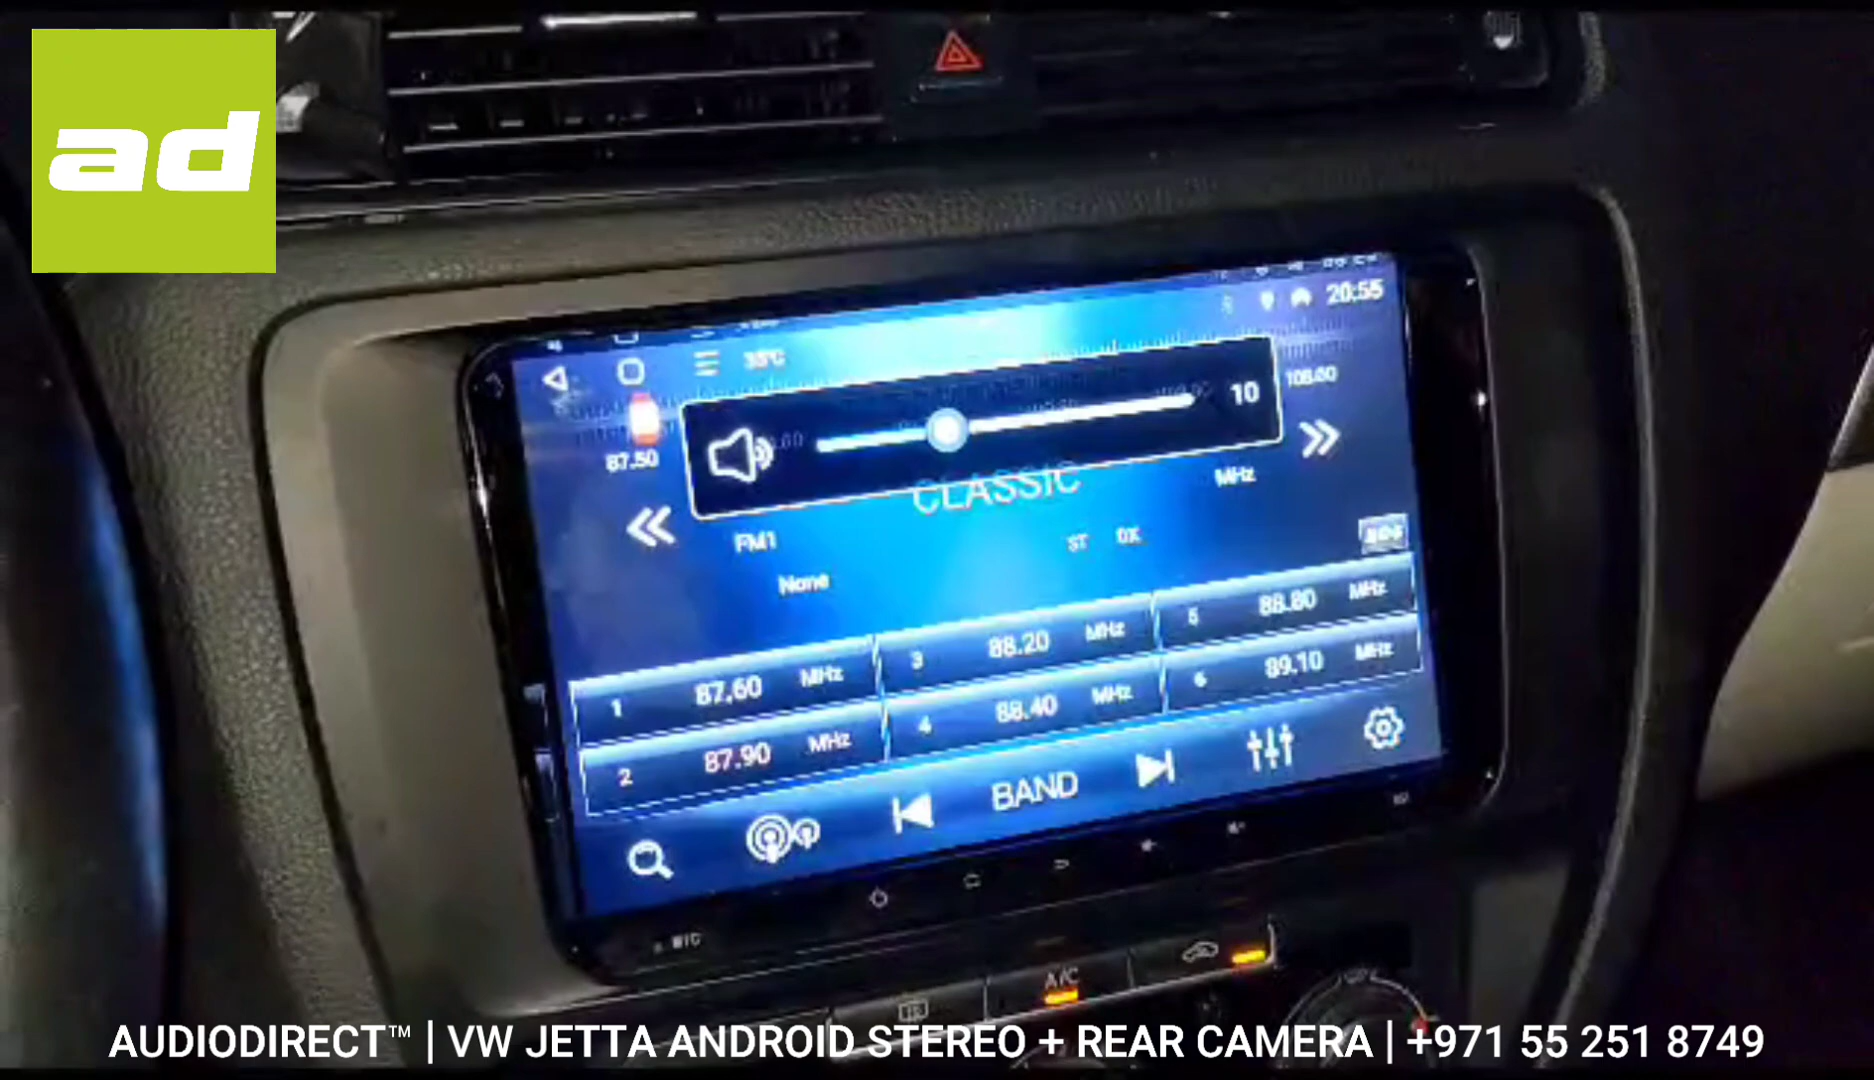 ad
20:55
33°C
10
108.00
87.50
CLASSIC
MHz
FM1
ST DX
None
1 87.60 MHz
3 88.20 MHz
5 88.80 MHz
2 87.90 MHz
4 88.40 MHz
6 89.10 MHz
BAND
MIC
A/C
AUDIODIRECT™ | VW JETTA ANDROID STEREO + REAR CAMERA | +971 55 251 8749